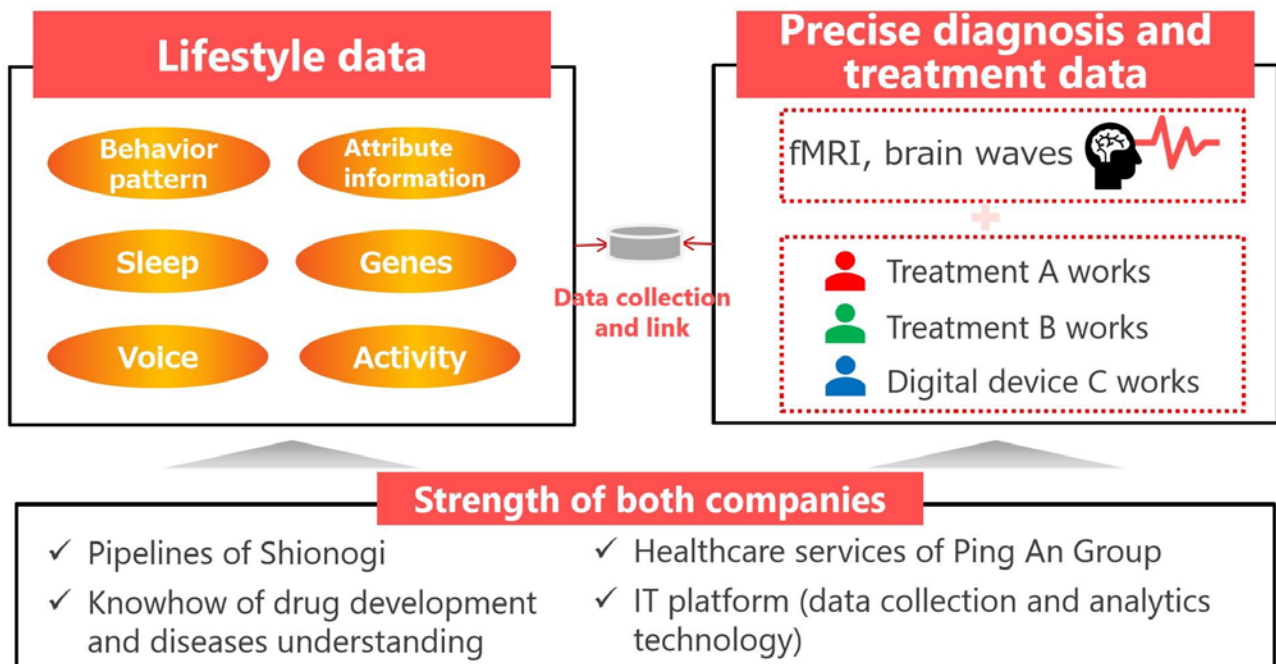 Lifestyle data
Behavior
pattern
Attribute
information
Sleep
Genes
Voice
Activity
Data collection
and link
Precise diagnosis and
treatment data
fMRI, brain waves
Treatment A works
Treatment B works
Digital device C works
Strength of both companies
✓ Pipelines of Shionogi
✓ Knowhow of drug development
and diseases understanding
✓ Healthcare services of Ping An Group
✓ IT platform (data collection and analytics
technology)